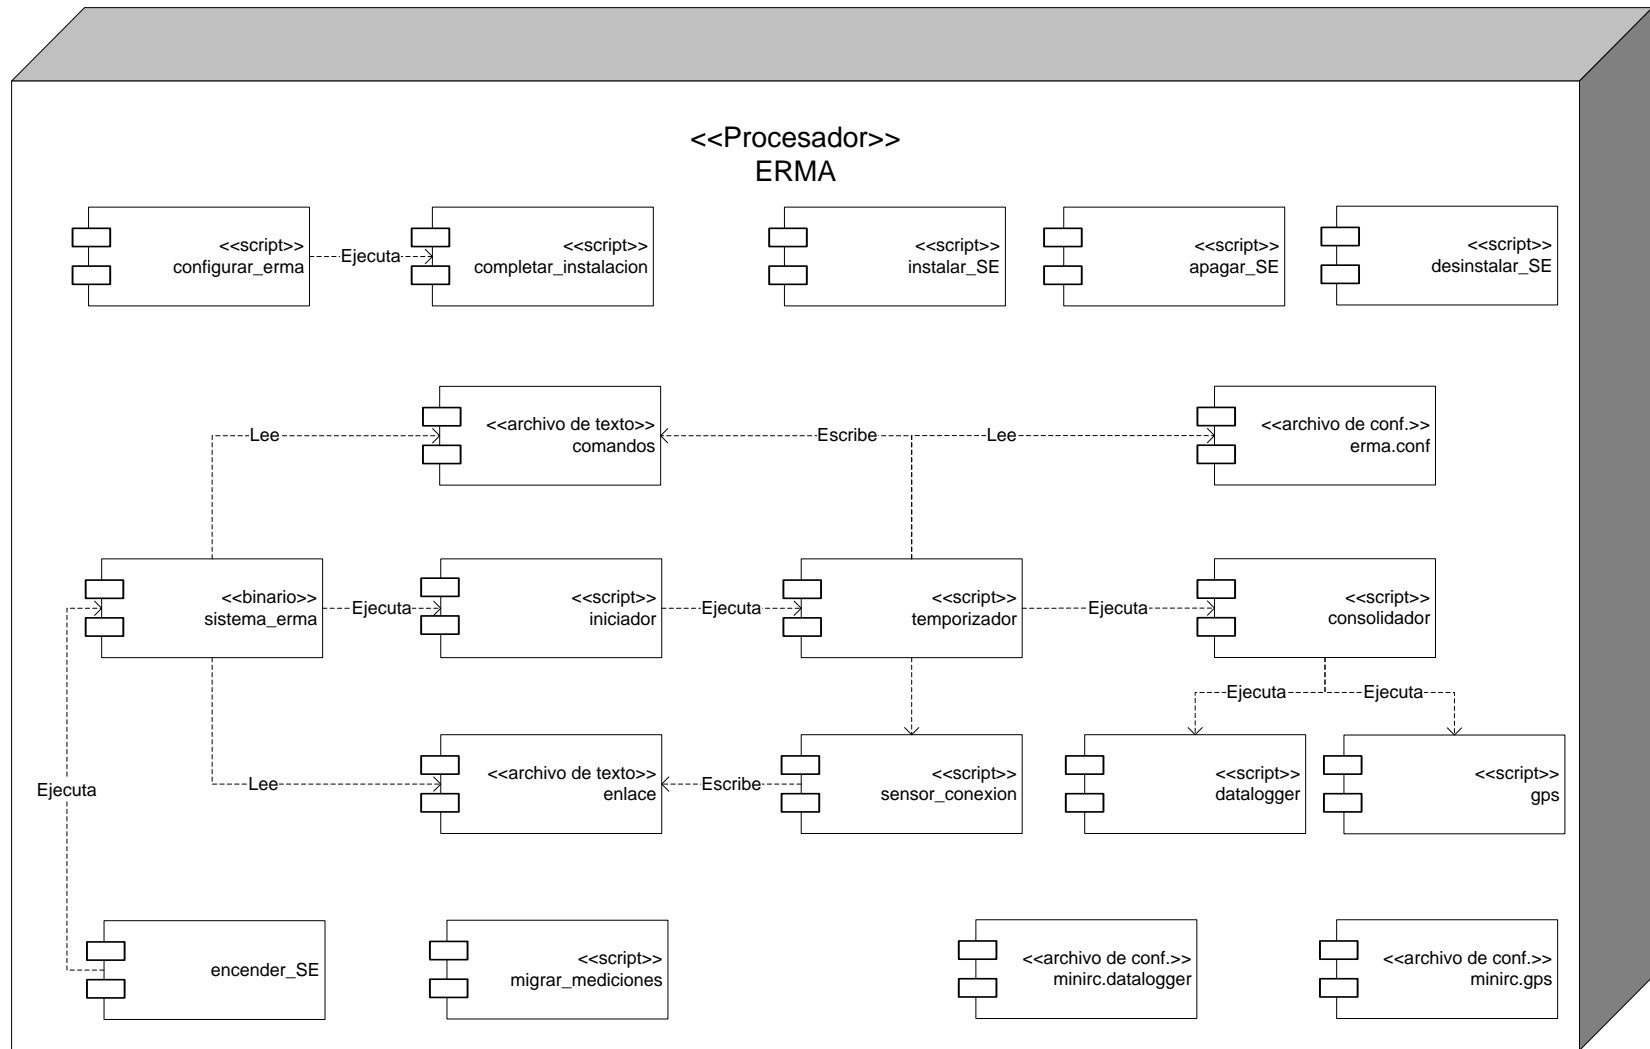 <<Procesador>>
ERMA
<<script>>
configurar_erma
Ejecuta
<<script>>
completar_instalacion
<<script>>
instalar_SE
<<script>>
apagar_SE
<<script>>
desinstalar_SE
<<archivo de texto>>
comandos
<<archivo de conf.>>
erma.conf
Lee
Escribe
Lee
<<binario>>
sistema_erma
Ejecuta
<<script>>
iniciador
Ejecuta
<<script>>
temporizador
Ejecuta
<<script>>
consolidador
Ejecuta
Ejecuta
Ejecuta
Lee
<<archivo de texto>>
enlace
Escribe
<<script>>
sensor_conexion
<<script>>
datalogger
<<script>>
gps
encender_SE
<<script>>
migrar_mediciones
<<archivo de conf.>>
minirc.datalogger
<<archivo de conf.>>
minirc.gps